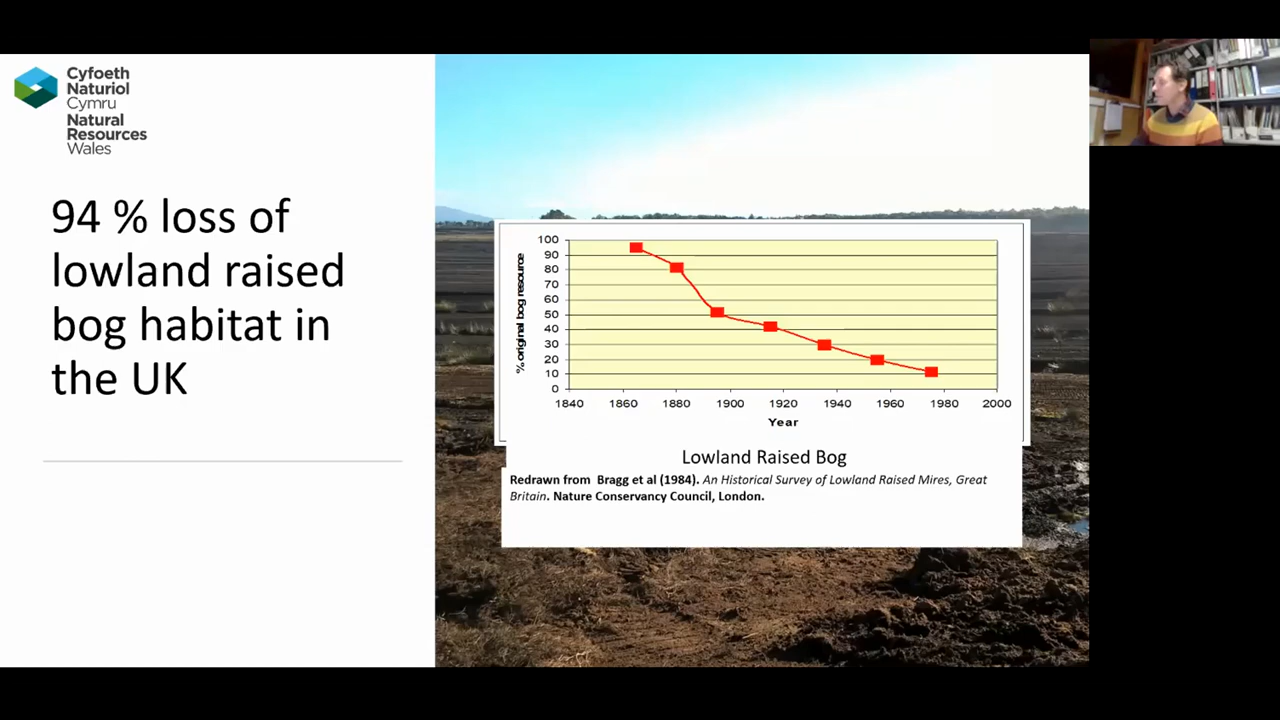 Cyfoeth
Naturiol
Cymru
Natural
Resources
Wales
94 % loss of
lowland raised
bog habitat in
the UK
% original bog resource
100
90
80
70
60
50
40
30
20
10
0
1840 1860 1880 1900 1920 1940 1960 1980 2000
Year
Lowland Raised Bog
Redrawn from Bragg et al (1984). An Historical Survey of Lowland Raised Mires, Great
Britain. Nature Conservancy Council, London.